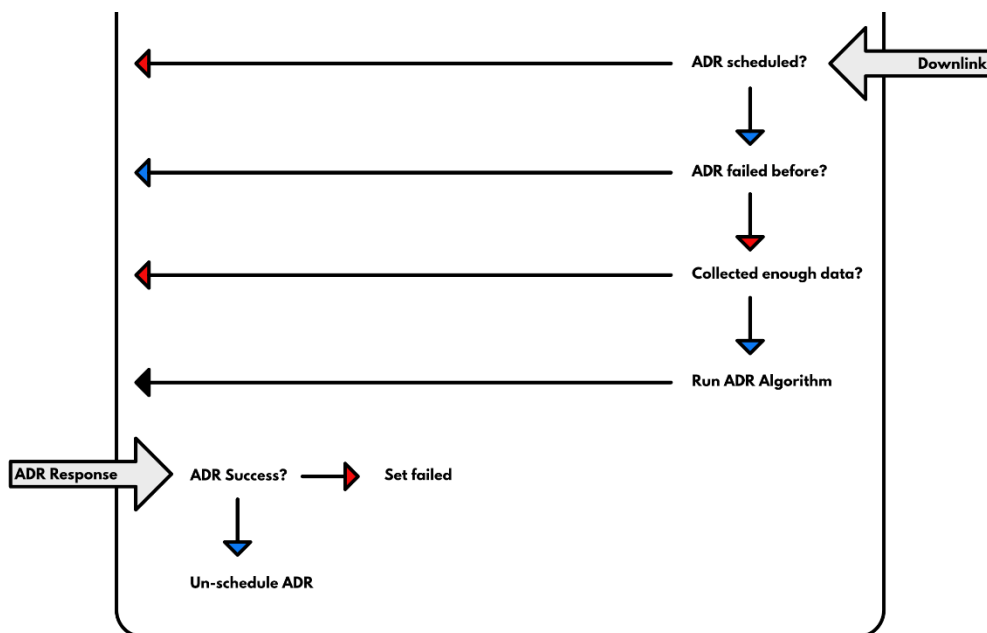 ADR scheduled?
Downlink
ADR failed before?
Collected enough data?
Run ADR Algorithm
ADR Response
ADR Success?
Set failed
Un-schedule ADR